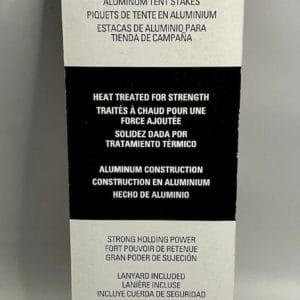 ALUMINUM TENT STAKES
PIQUETS DE TENTE EN ALUMINIUM
ESTACAS DE ALUMINIO PARA
TIENDA DE CAMPAÑA
HEAT TREATED FOR STRENGTH
TRAITÉS À CHAUD POUR UNE
FORCE AJOUTÉE
SOLIDEZ DADA POR
TRATAMIENTO TÉRMICO
ALUMINUM CONSTRUCTION
CONSTRUCTION EN ALUMINIUM
HECHO DE ALUMINIO
STRONG HOLDING POWER
FORT POUVOIR DE RETENUE
GRAN PODER DE SUJECIÓN
LANYARD INCLUDED
LANIÈRE INCLUSE
INCLUYE CUERDA DE SEGURIDAD